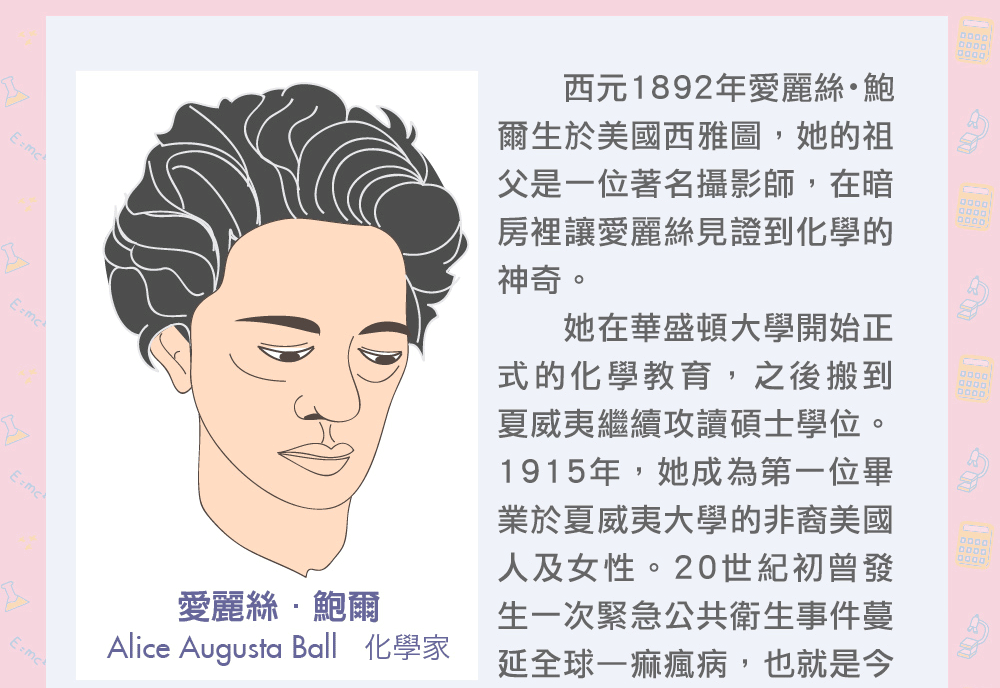 西元1892年愛麗絲•鮑
爾生於美國西雅圖，她的祖
父是一位著名攝影師，在暗
房裡讓愛麗絲見證到化學的
神奇。
她在華盛頓大學開始正
式的化學教育，之後搬到
夏威夷繼續攻讀碩士學位。
1915年，她成為第一位畢
業於夏威夷大學的非裔美國
人及女性。20世紀初曾發
生一次緊急公共衛生事件蔓
延全球—痲瘋病，也就是今
愛麗絲．鮑爾
Alice Augusta Ball 化學家